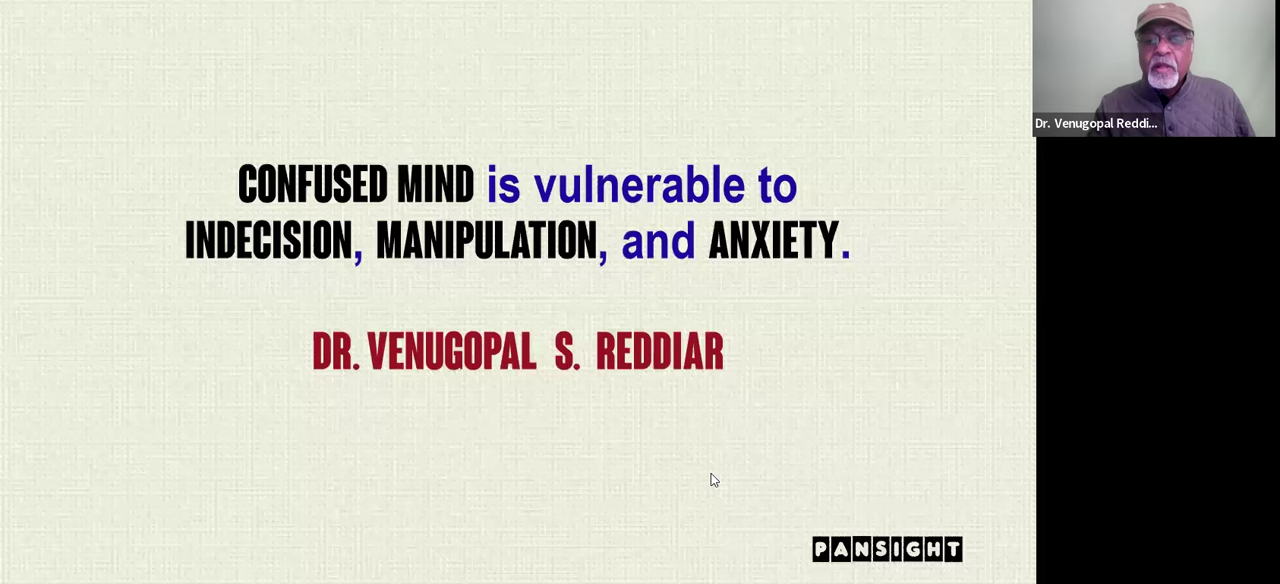 CONFUSED MIND is vulnerable to
INDECISION, MANIPULATION, and ANXIETY.
DR. VENUGOPAL S. REDDIAR
PANSIGHT
Dr. Venugopal Reddi...